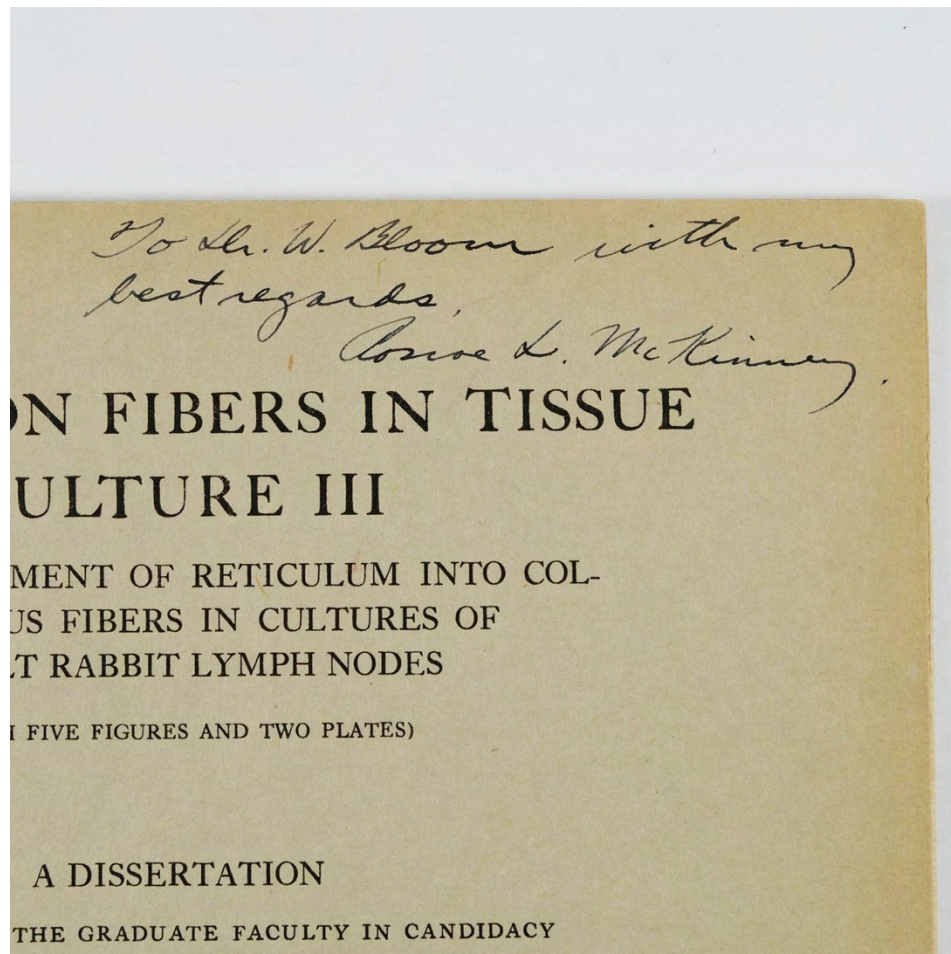 To Dr. W. Bloom with my
best regards,
Roscoe L. McKinney.
ON FIBERS IN TISSUE
ULTURE III
MENT OF RETICULUM INTO COL-
US FIBERS IN CULTURES OF
LT RABBIT LYMPH NODES
H FIVE FIGURES AND TWO PLATES)
A DISSERTATION
THE GRADUATE FACULTY IN CANDIDACY